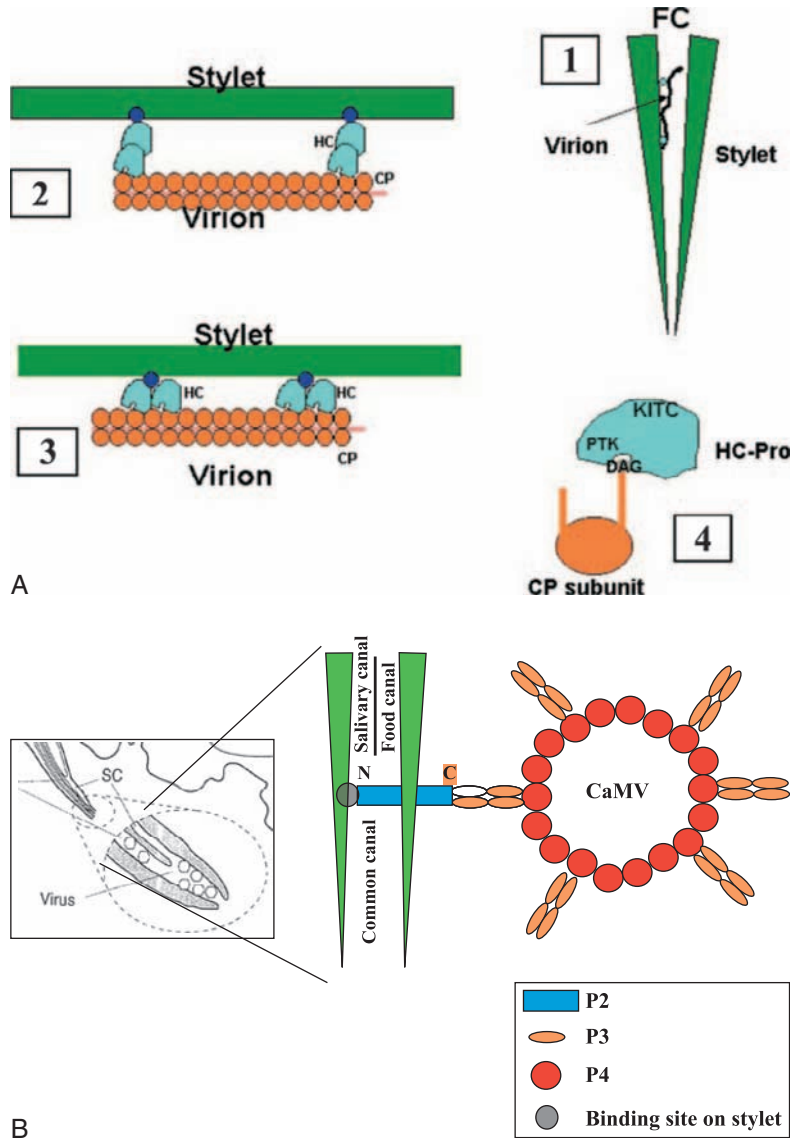 Stylet
HC
CP
2
Virion
FC
1
Virion
Stylet
Stylet
HC
HC
3
CP
Virion
KITC
PTK
DAG
HC-Pro
4
CP subunit
A
SC
Virus
Salivary canal
Food canal
N
C
Common canal
CaMV
P2
P3
P4
Binding site on stylet
B